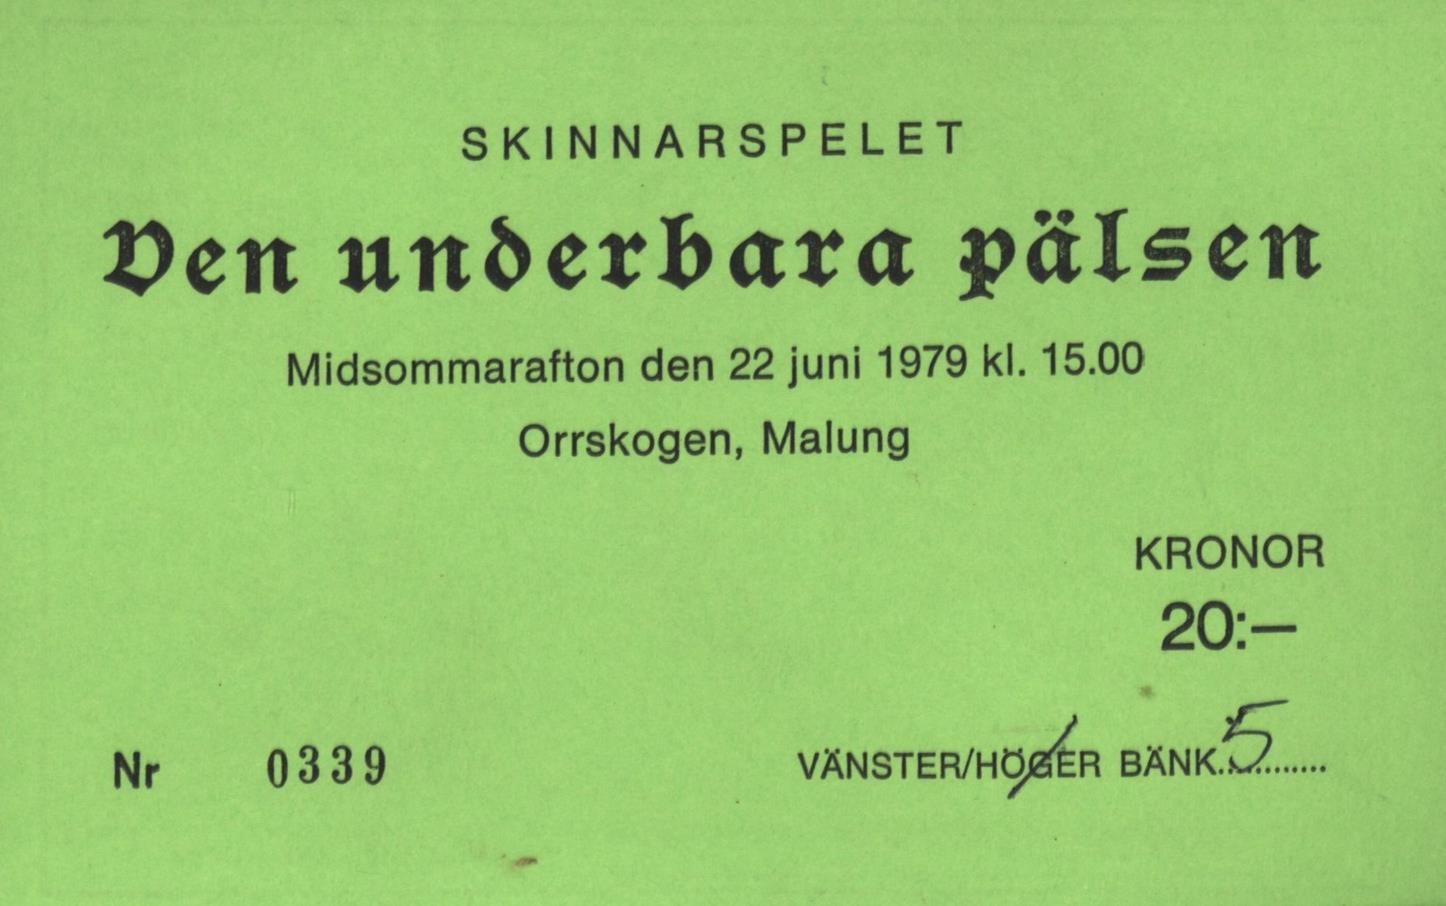 SKINNARSPELET
Den underbara pälsen
Midsommarafton den 22 juni 1979 kl. 15.00
Orrskogen, Malung
KRONOR
20:—
Nr 0339
VÄNSTER/HÖGER BÄNK.5..........